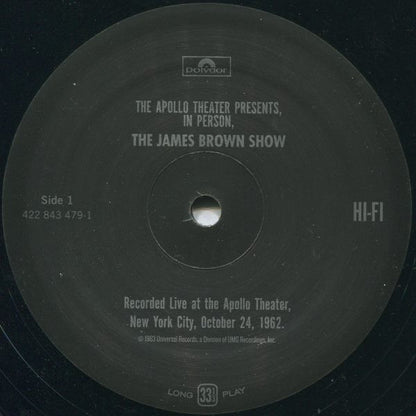 Polydor
THE APOLLO THEATER PRESENTS,
IN PERSON,
THE JAMES BROWN SHOW
Side 1
422 843 479-1
HI-FI
Recorded Live at the Apollo Theater,
New York City, October 24, 1962.
© 1963 Universal Records, a Division of UMG Recordings, Inc.
LONG 33 1/3 PLAY